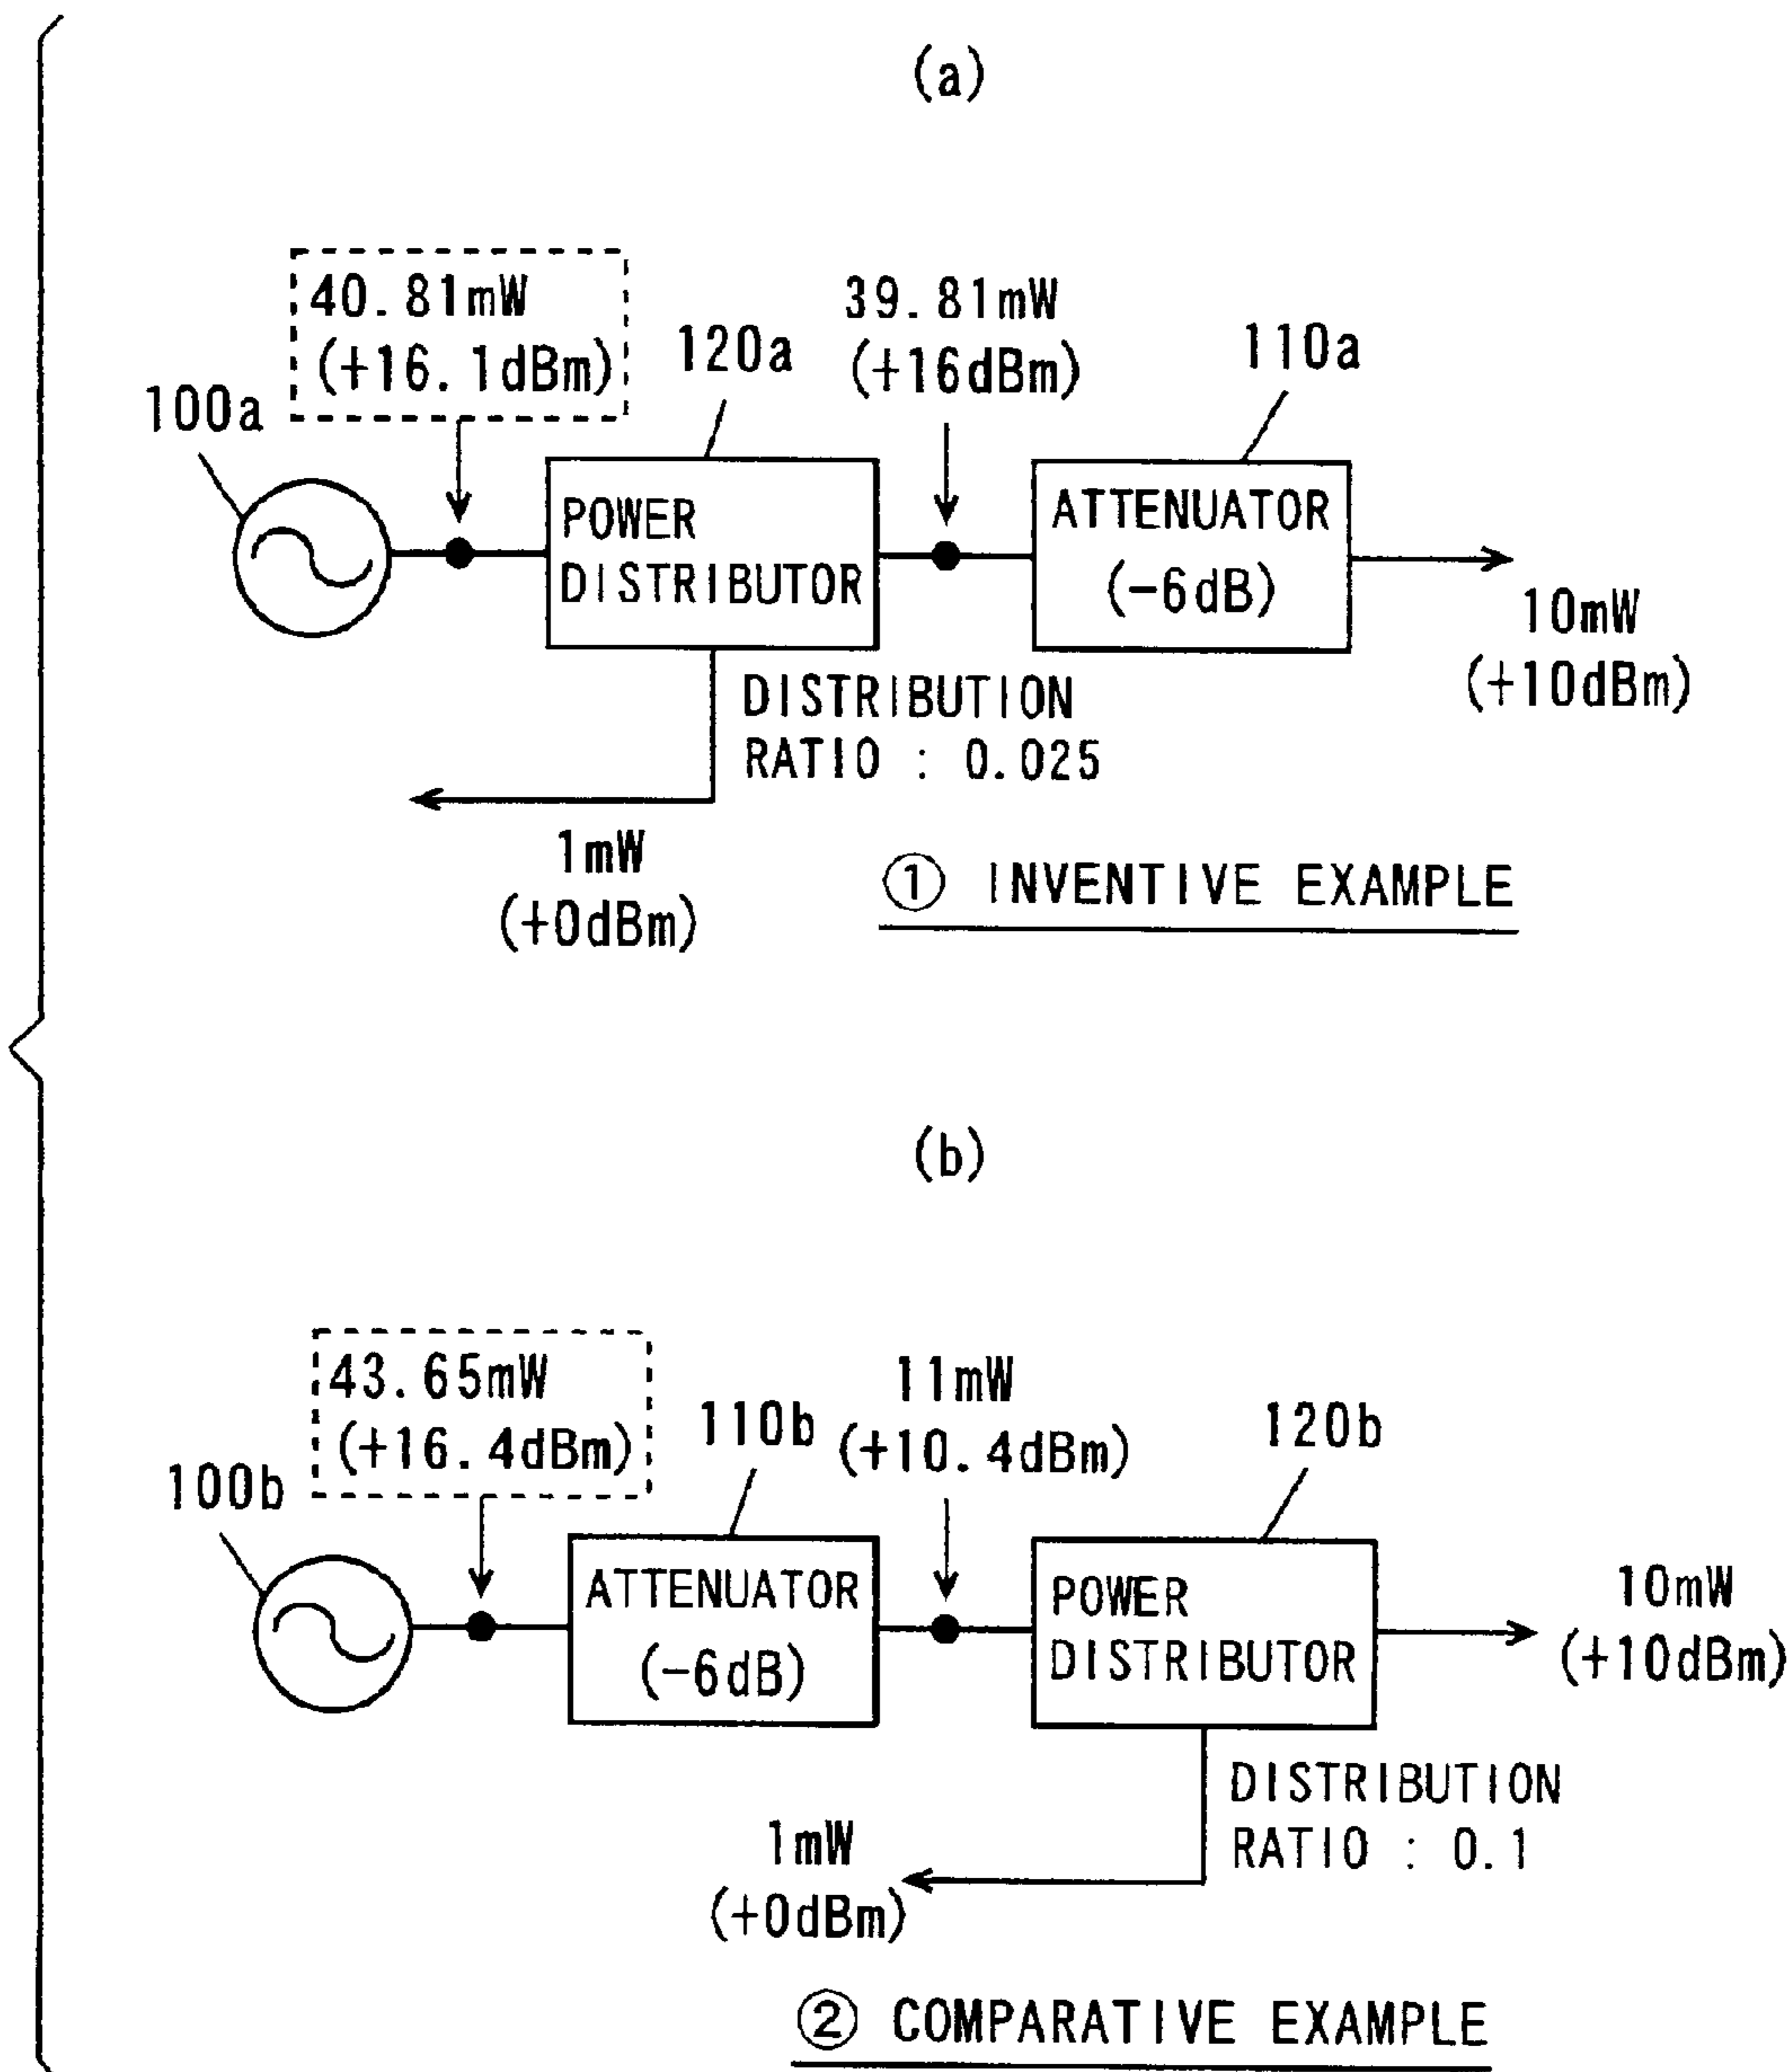 (a)
40.81mW
(+16.1dBm)
120a
39.81mW
(+16dBm)
110a
100a
POWER
DISTRIBUTOR
ATTENUATOR
(-6dB)
10mW
(+10dBm)
DISTRIBUTION
RATIO : 0.025
1mW
(+0dBm)
① INVENTIVE EXAMPLE
(b)
43.65mW
(+16.4dBm)
110b
11mW
(+10.4dBm)
120b
100b
ATTENUATOR
(-6dB)
POWER
DISTRIBUTOR
10mW
(+10dBm)
DISTRIBUTION
RATIO : 0.1
1mW
(+0dBm)
② COMPARATIVE EXAMPLE